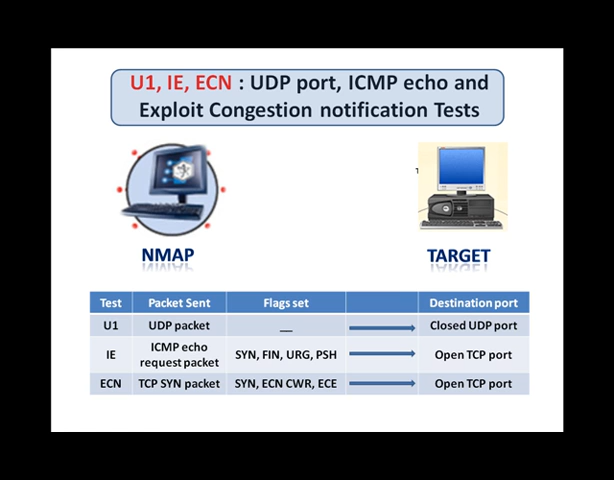 U1, IE, ECN : UDP port, ICMP echo and
Exploit Congestion notification Tests
NMAP
TARGET
Test Packet Sent Flags set Destination port
U1 UDP packet __ Closed UDP port
IE ICMP echo request packet SYN, FIN, URG, PSH Open TCP port
ECN TCP SYN packet SYN, ECN CWR, ECE Open TCP port